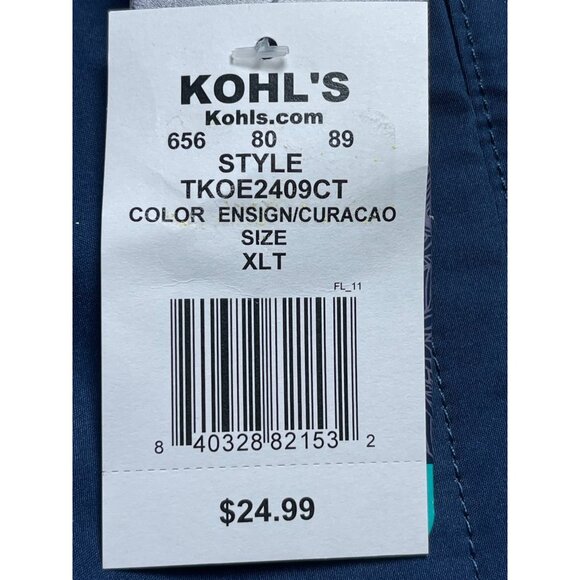 KOHL'S
Kohls.com
656 80 89
STYLE
TKOE2409CT
COLOR ENSIGN/CURACAO
SIZE
XLT
FL_11
8 40328 82153 2
$24.99